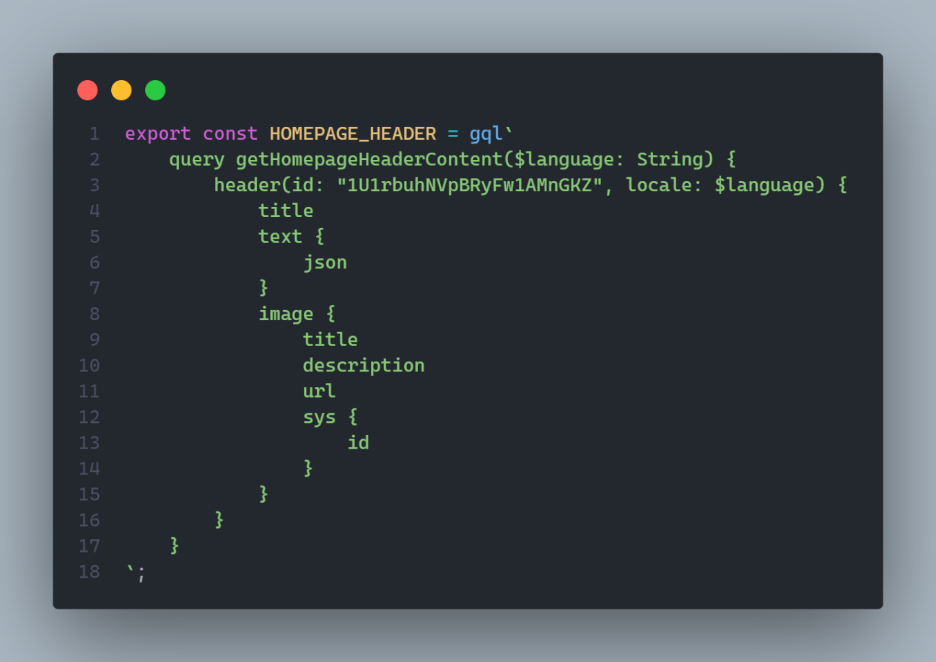 1 export const HOMEPAGE_HEADER = gql`
2     query getHomepageHeaderContent($language: String) {
3         header(id: "1U1rbuhNVpBRyFw1AMnGKZ", locale: $language) {
4             title
5             text {
6                 json
7             }
8             image {
9                 title
10                 description
11                 url
12                 sys {
13                     id
14                 }
15             }
16         }
17     }
18 `;